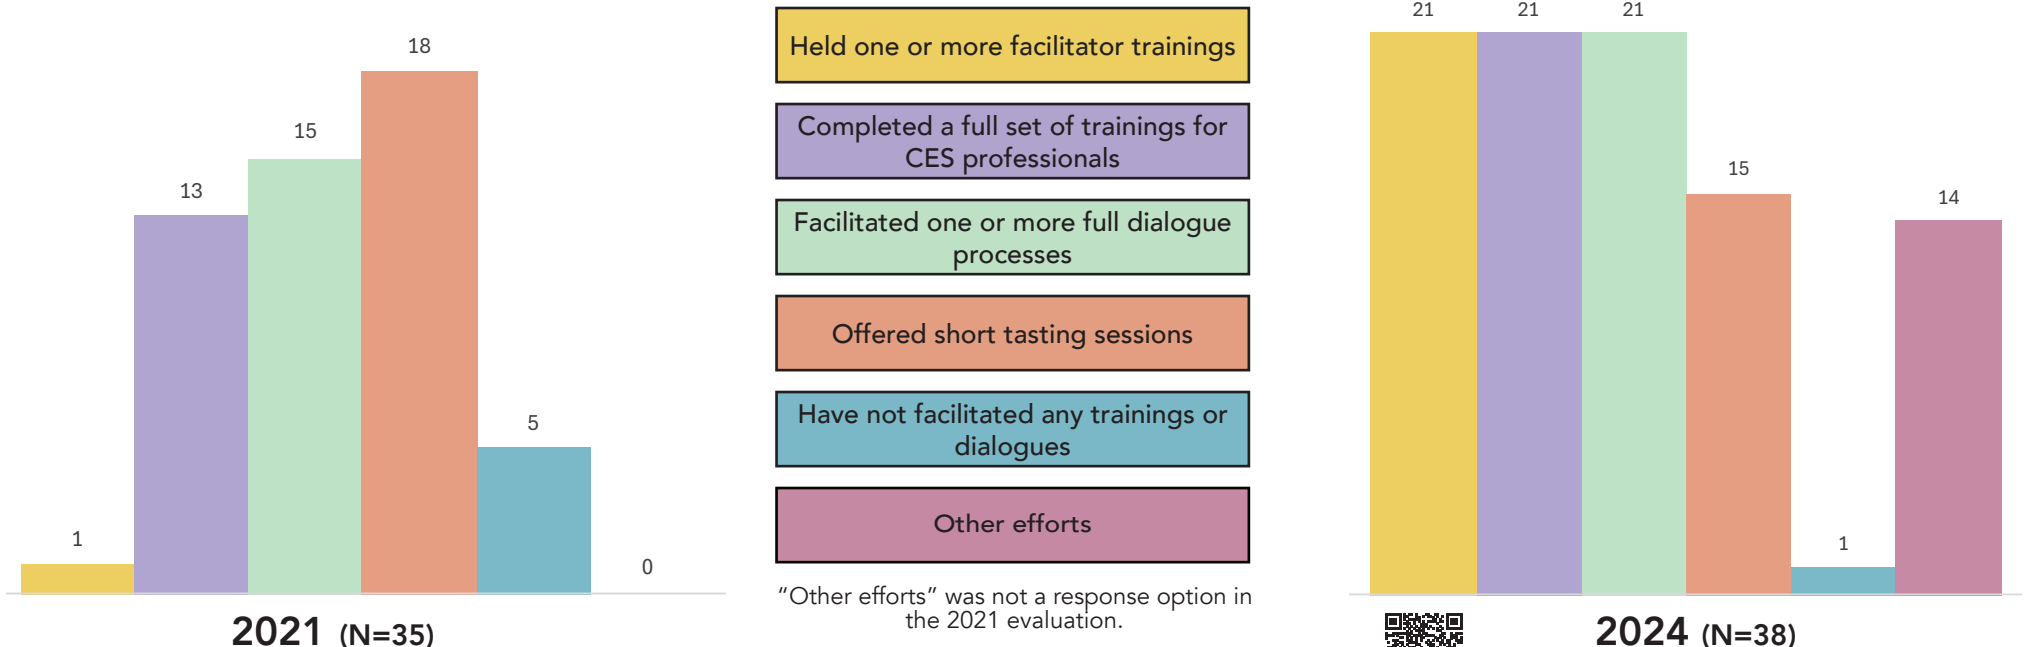 18
15
13
5
1
0
2021 (N=35)
Held one or more facilitator trainings
Completed a full set of trainings for
CES professionals
Facilitated one or more full dialogue
processes
Offered short tasting sessions
Have not facilitated any trainings or
dialogues
Other efforts
“Other efforts” was not a response option in
the 2021 evaluation.
21 21 21
15
14
1
2024 (N=38)